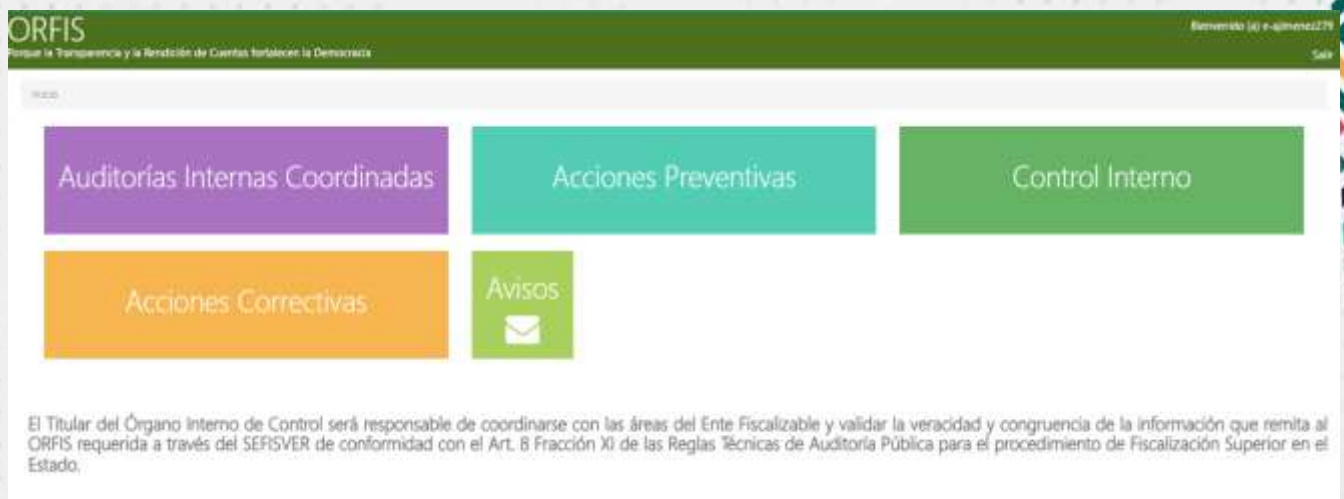 ORFIS
Porque la Transparencia y la Rendición de Cuentas fortalecen la Democracia
Bienvenido (a) e-ajimenez279
Salir
Inicio
Auditorías Internas Coordinadas
Acciones Preventivas
Control Interno
Acciones Correctivas
Avisos
El Titular del Órgano Interno de Control será responsable de coordinarse con las áreas del Ente Fiscalizable y validar la veracidad y congruencia de la información que remita al
ORFIS requerida a través del SEFISVER de conformidad con el Art. 8 Fracción XI de las Reglas Técnicas de Auditoría Pública para el procedimiento de Fiscalización Superior en el
Estado.